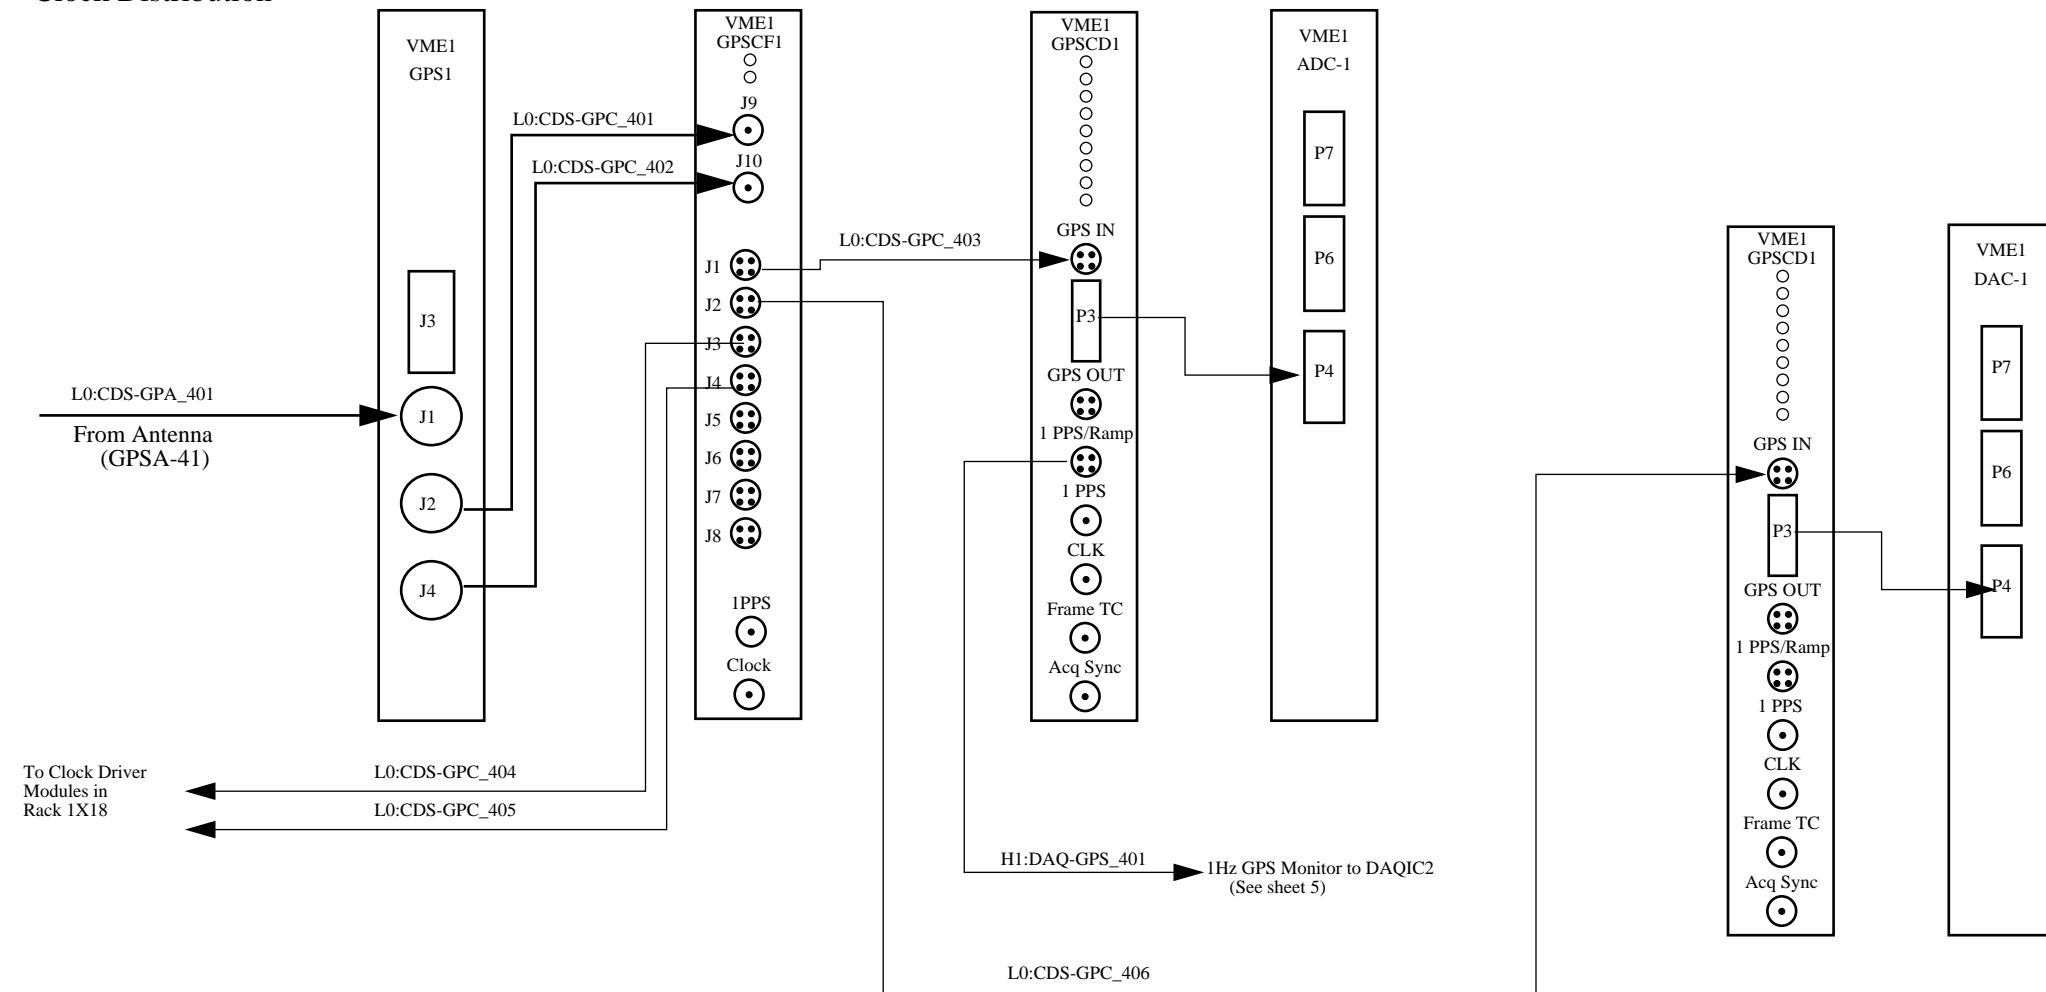 Clock Distribution
VME1
GPS1
J3
J1
J2
J4
L0:CDS-GPA_401
From Antenna
(GPSA-41)
L0:CDS-GPC_401
L0:CDS-GPC_402
VME1
GPSCF1
J9
J10
J1
J2
J3
J4
J5
J6
J7
J8
1PPS
Clock
L0:CDS-GPC_403
VME1
GPSCD1
GPS IN
P3
GPS OUT
1 PPS/Ramp
1 PPS
CLK
Frame TC
Acq Sync
VME1
ADC-1
P7
P6
P4
VME1
GPSCD1
GPS IN
P3
GPS OUT
1 PPS/Ramp
1 PPS
CLK
Frame TC
Acq Sync
VME1
DAC-1
P7
P6
P4
To Clock Driver
Modules in
Rack 1X18
L0:CDS-GPC_404
L0:CDS-GPC_405
H1:DAQ-GPS_401
1Hz GPS Monitor to DAQIC2
(See sheet 5)
L0:CDS-GPC_406